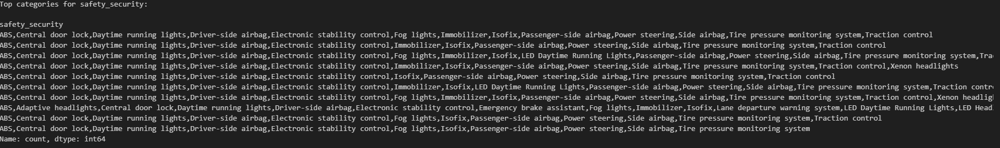 Top categories for safety_security:
safety_security
ABS,Central door lock,Daytime running lights,Driver-side airbag,Electronic stability control,Fog lights,Immobilizer,Isofix,Passenger-side airbag,Power steering,Side airbag,Tire pressure monitoring system,Traction control
ABS,Central door lock,Daytime running lights,Driver-side airbag,Electronic stability control,Immobilizer,Isofix,Passenger-side airbag,Power steering,Side airbag,Tire pressure monitoring system,Traction control
ABS,Central door lock,Daytime running lights,Driver-side airbag,Electronic stability control,Fog lights,Immobilizer,Isofix,LED Daytime Running Lights,Passenger-side airbag,Power steering,Side airbag,Tire pressure monitoring system,Trac
ABS,Central door lock,Daytime running lights,Driver-side airbag,Electronic stability control,Immobilizer,Isofix,Passenger-side airbag,Power steering,Side airbag,Tire pressure monitoring system,Traction control,Xenon headlights
ABS,Central door lock,Daytime running lights,Driver-side airbag,Electronic stability control,Isofix,Passenger-side airbag,Power steering,Side airbag,Tire pressure monitoring system,Traction control
ABS,Central door lock,Daytime running lights,Driver-side airbag,Electronic stability control,Immobilizer,Isofix,LED Daytime Running Lights,Passenger-side airbag,Power steering,Side airbag,Tire pressure monitoring system,Traction contr
ABS,Central door lock,Daytime running lights,Driver-side airbag,Electronic stability control,Fog lights,Immobilizer,Isofix,Passenger-side airbag,Power steering,Side airbag,Tire pressure monitoring system,Traction control,Xenon headlig
ABS,Adaptive headlights,Central door lock,Daytime running lights,Driver-side airbag,Electronic stability control,Emergency brake assistant,Fog lights,Immobilizer,Isofix,Lane departure warning system,LED Daytime Running Lights,LED Head
ABS,Central door lock,Daytime running lights,Driver-side airbag,Electronic stability control,Fog lights,Isofix,Passenger-side airbag,Power steering,Side airbag,Tire pressure monitoring system,Traction control
ABS,Central door lock,Daytime running lights,Driver-side airbag,Electronic stability control,Fog lights,Isofix,Passenger-side airbag,Power steering,Side airbag,Tire pressure monitoring system
Name: count, dtype: int64